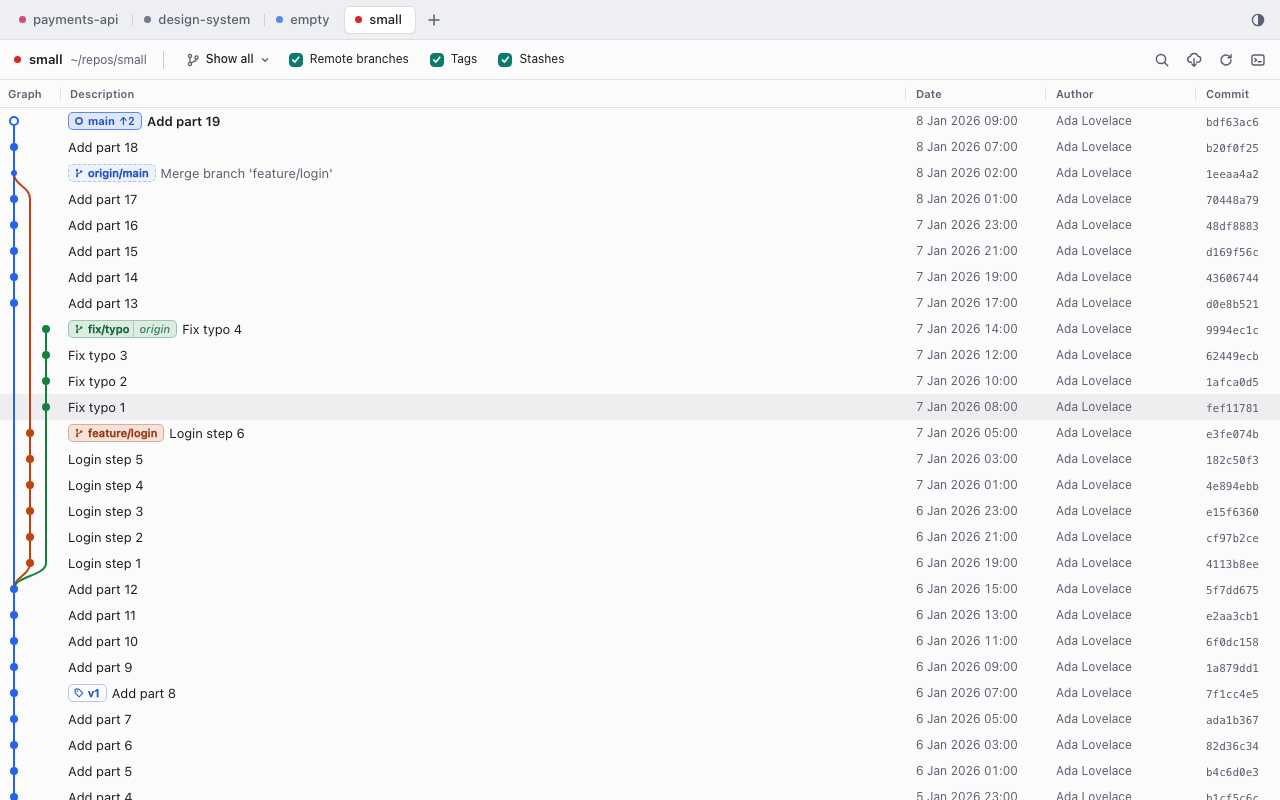 payments-api design-system empty small
small ~/repos/small Show all Remote branches Tags Stashes
Graph Description Date Author Commit
main ↑2 Add part 19 8 Jan 2026 09:00 Ada Lovelace bdf63ac6
Add part 18 8 Jan 2026 07:00 Ada Lovelace b20f0f25
origin/main Merge branch 'feature/login' 8 Jan 2026 02:00 Ada Lovelace 1eeaa4a2
Add part 17 8 Jan 2026 01:00 Ada Lovelace 70448a79
Add part 16 7 Jan 2026 23:00 Ada Lovelace 48df8883
Add part 15 7 Jan 2026 21:00 Ada Lovelace d169f56c
Add part 14 7 Jan 2026 19:00 Ada Lovelace 43606744
Add part 13 7 Jan 2026 17:00 Ada Lovelace d0e8b521
fix/typo origin Fix typo 4 7 Jan 2026 14:00 Ada Lovelace 9994ec1c
Fix typo 3 7 Jan 2026 12:00 Ada Lovelace 62449ecb
Fix typo 2 7 Jan 2026 10:00 Ada Lovelace 1afca0d5
Fix typo 1 7 Jan 2026 08:00 Ada Lovelace fef11781
feature/login Login step 6 7 Jan 2026 05:00 Ada Lovelace e3fe074b
Login step 5 7 Jan 2026 03:00 Ada Lovelace 182c50f3
Login step 4 7 Jan 2026 01:00 Ada Lovelace 4e894ebb
Login step 3 6 Jan 2026 23:00 Ada Lovelace e15f6360
Login step 2 6 Jan 2026 21:00 Ada Lovelace cf97b2ce
Login step 1 6 Jan 2026 19:00 Ada Lovelace 4113b8ee
Add part 12 6 Jan 2026 15:00 Ada Lovelace 5f7dd675
Add part 11 6 Jan 2026 13:00 Ada Lovelace e2aa3cb1
Add part 10 6 Jan 2026 11:00 Ada Lovelace 6f0dc158
Add part 9 6 Jan 2026 09:00 Ada Lovelace 1a879dd1
v1 Add part 8 6 Jan 2026 07:00 Ada Lovelace 7f1cc4e5
Add part 7 6 Jan 2026 05:00 Ada Lovelace ada1b367
Add part 6 6 Jan 2026 03:00 Ada Lovelace 82d36c34
Add part 5 6 Jan 2026 01:00 Ada Lovelace b4c6d0e3
Add part 4 5 Jan 2026 23:00 Ada Lovelace b1cf5c6c